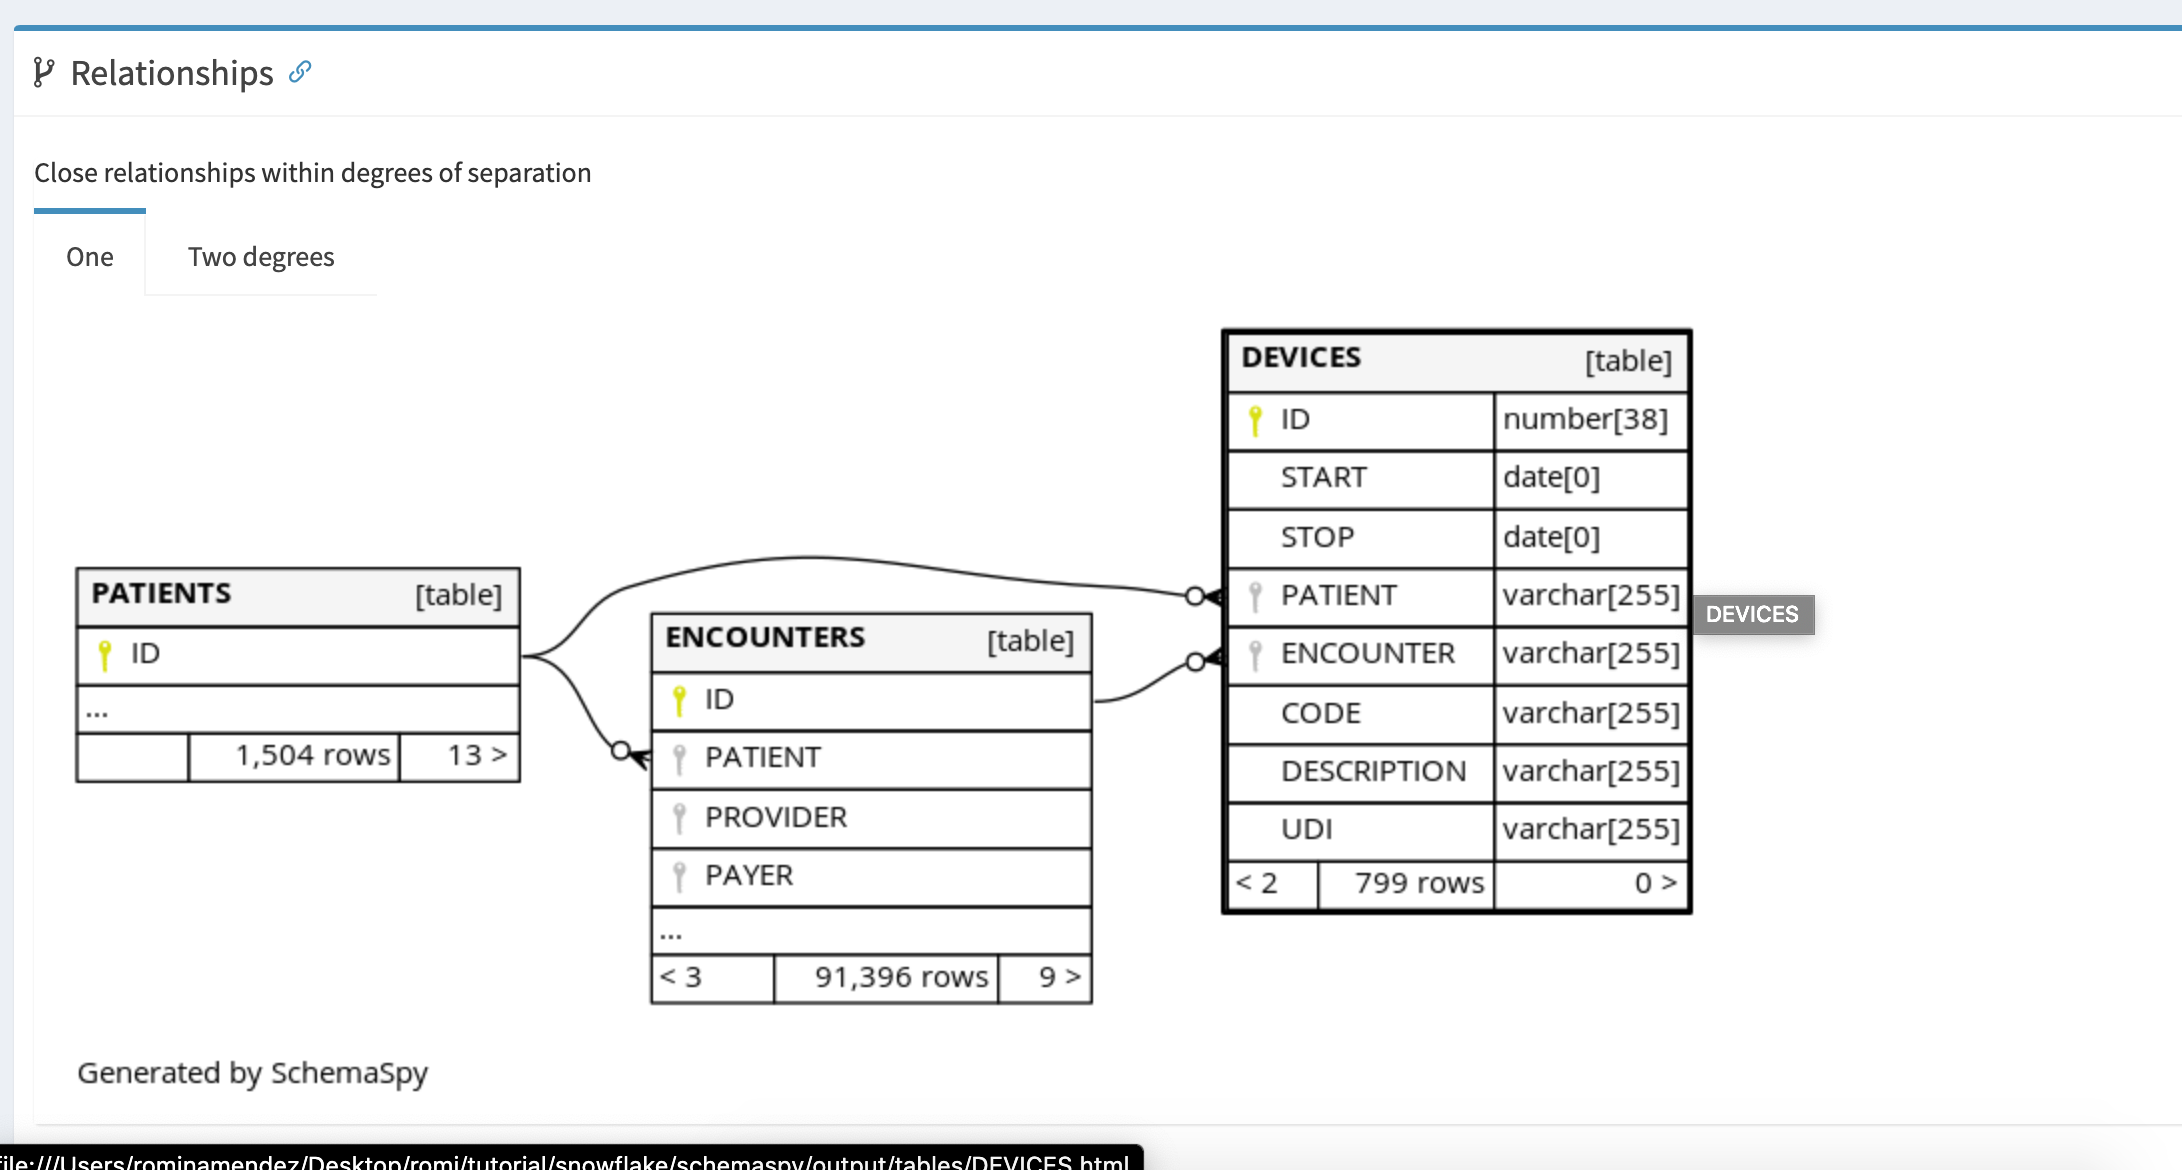 Relationships
Close relationships within degrees of separation
One
Two degrees
DEVICES [table]
ID number[38]
START date[0]
STOP date[0]
PATIENT varchar[255]
ENCOUNTER varchar[255]
CODE varchar[255]
DESCRIPTION varchar[255]
UDI varchar[255]
< 2 799 rows 0 >
DEVICES
PATIENTS [table]
ID
...
1,504 rows 13 >
ENCOUNTERS [table]
ID
PATIENT
PROVIDER
PAYER
...
< 3 91,396 rows 9 >
Generated by SchemaSpy
file:///Users/rominamendez/Desktop/romi/tutorial/snowflake/schemaspy/output/tables/DEVICES.html